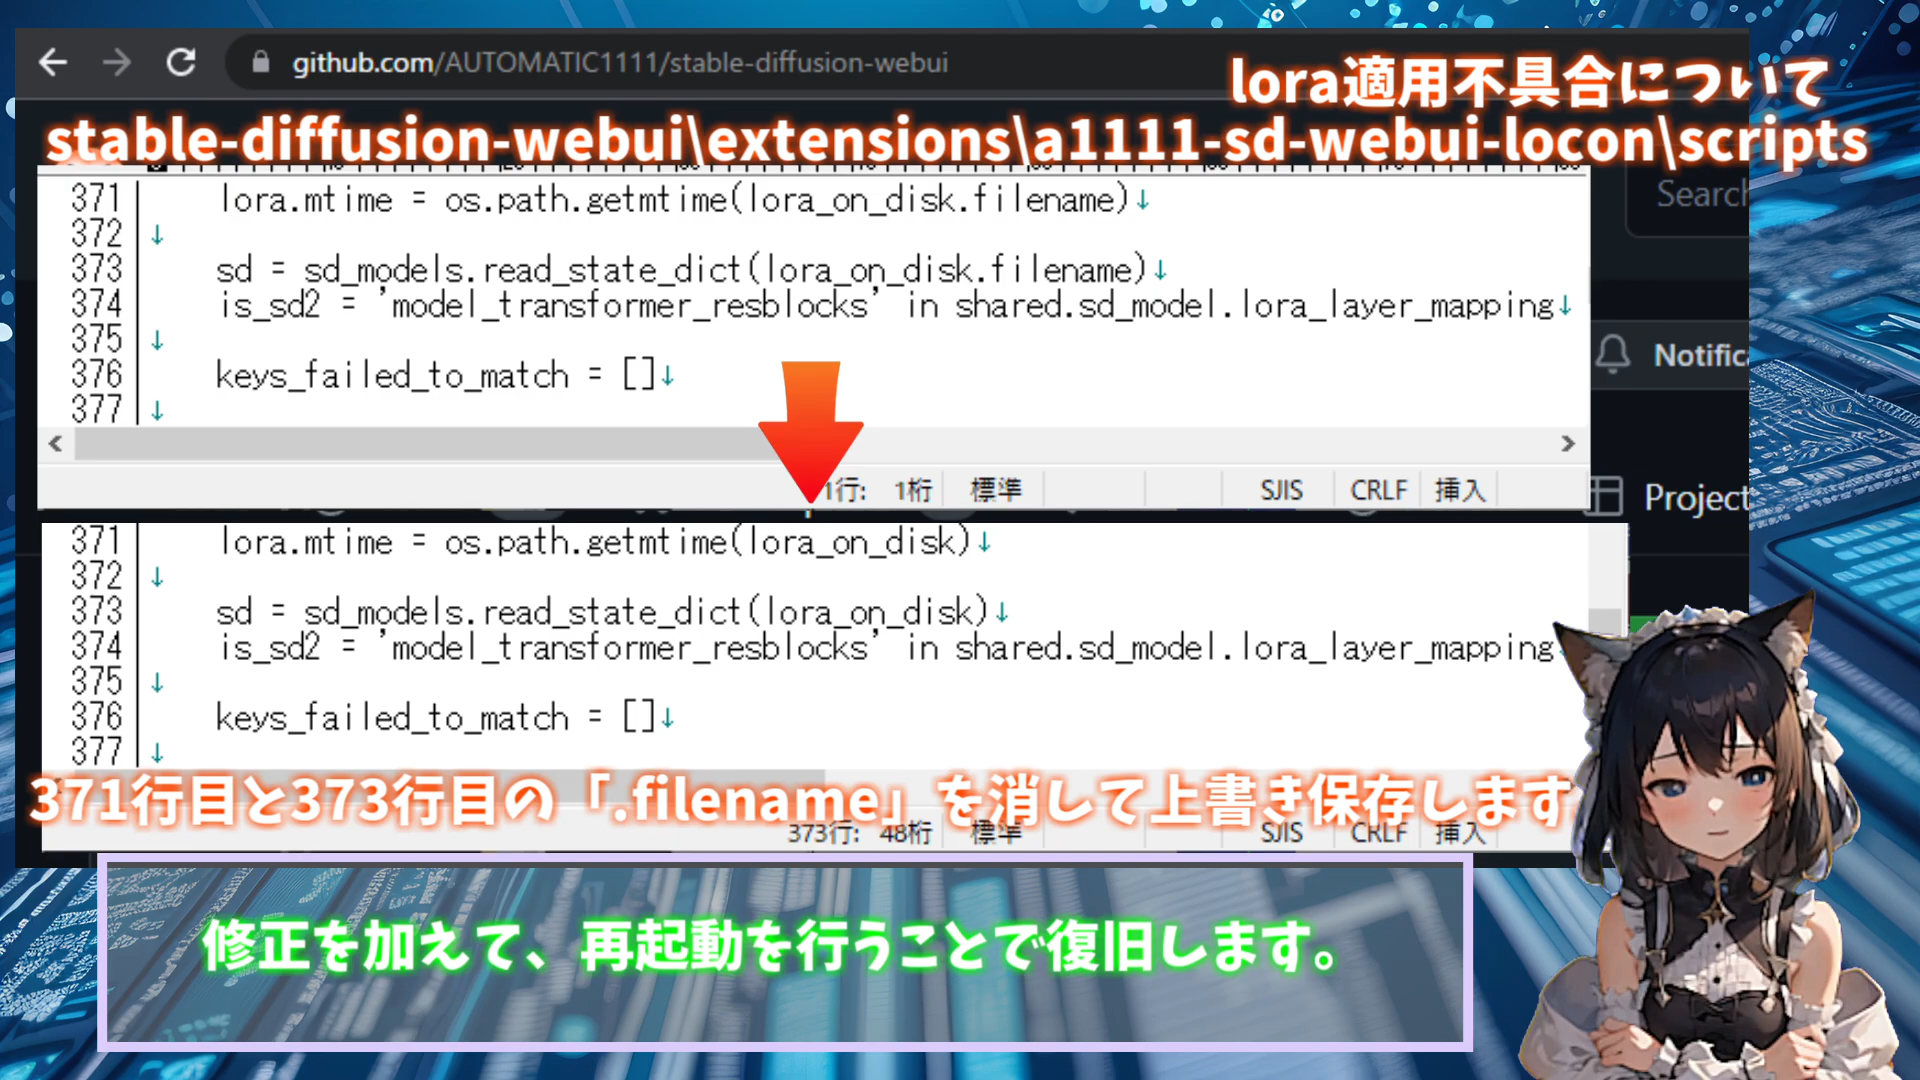 github.com/AUTOMATIC1111/stable-diffusion-webui
lora適用不具合について
stable-diffusion-webui\extensions\a1111-sd-webui-locon\scripts
Search
371 lora.mtime = os.path.getmtime(lora_on_disk.filename)↓
372 ↓
373 sd = sd_models.read_state_dict(lora_on_disk.filename)↓
374 is_sd2 = 'model_transformer_resblocks' in shared.sd_model.lora_layer_mapping↓
375 ↓
376 keys_failed_to_match = []↓
377 ↓
Notifica
1行: 1桁 標準 SJIS CRLF 挿入
Project
371 lora.mtime = os.path.getmtime(lora_on_disk)↓
372 ↓
373 sd = sd_models.read_state_dict(lora_on_disk)↓
374 is_sd2 = 'model_transformer_resblocks' in shared.sd_model.lora_layer_mapping
375 ↓
376 keys_failed_to_match = []↓
377 ↓
371行目と373行目の「.filename」を消して上書き保存します
373行: 48桁 標準 SJIS CRLF 挿入
修正を加えて、再起動を行うことで復旧します。